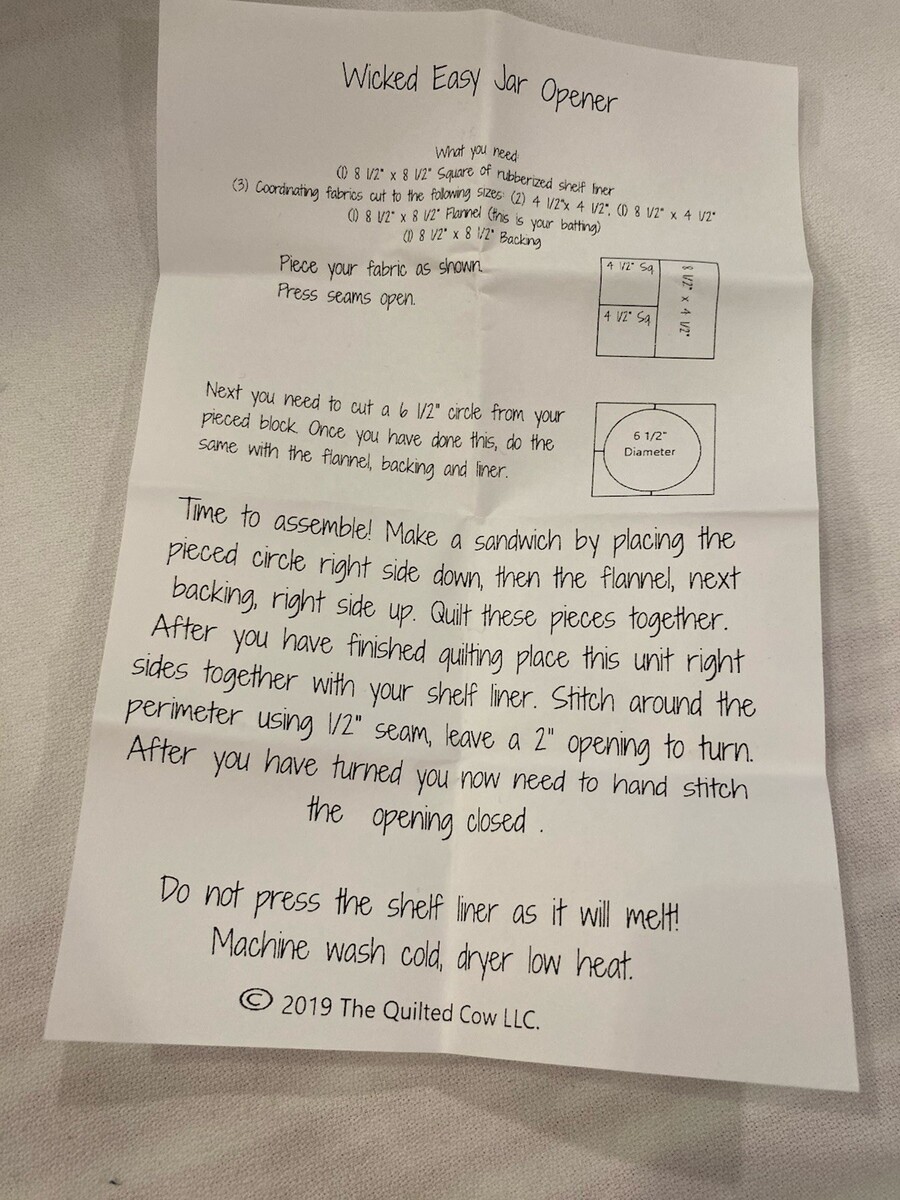 Wicked Easy Jar Opener
What you need:
(1) 8 1/2" x 8 1/2" Square of rubberized shelf liner
(3) Coordinating fabrics cut to the following sizes: (2) 4 1/2"x 4 1/2", (1) 8 1/2" x 4 1/2"
(1) 8 1/2" x 8 1/2" Flannel (this is your batting)
(1) 8 1/2" x 8 1/2" Backing
Piece your fabric as shown.
Press seams open.
4 1/2" Sq.
4 1/2" Sq.
8 1/2" x 4 1/2"
Next you need to cut a 6 1/2" circle from your
pieced block. Once you have done this, do the
same with the flannel, backing and liner.
6 1/2"
Diameter
Time to assemble! Make a sandwich by placing the
pieced circle right side down, then the flannel, next
backing, right side up. Quilt these pieces together.
After you have finished quilting place this unit right
sides together with your shelf liner. Stitch around the
perimeter using 1/2" seam, leave a 2" opening to turn.
After you have turned you now need to hand stitch
the opening closed .
Do not press the shelf liner as it will melt!
Machine wash cold, dryer low heat.
© 2019 The Quilted Cow LLC.